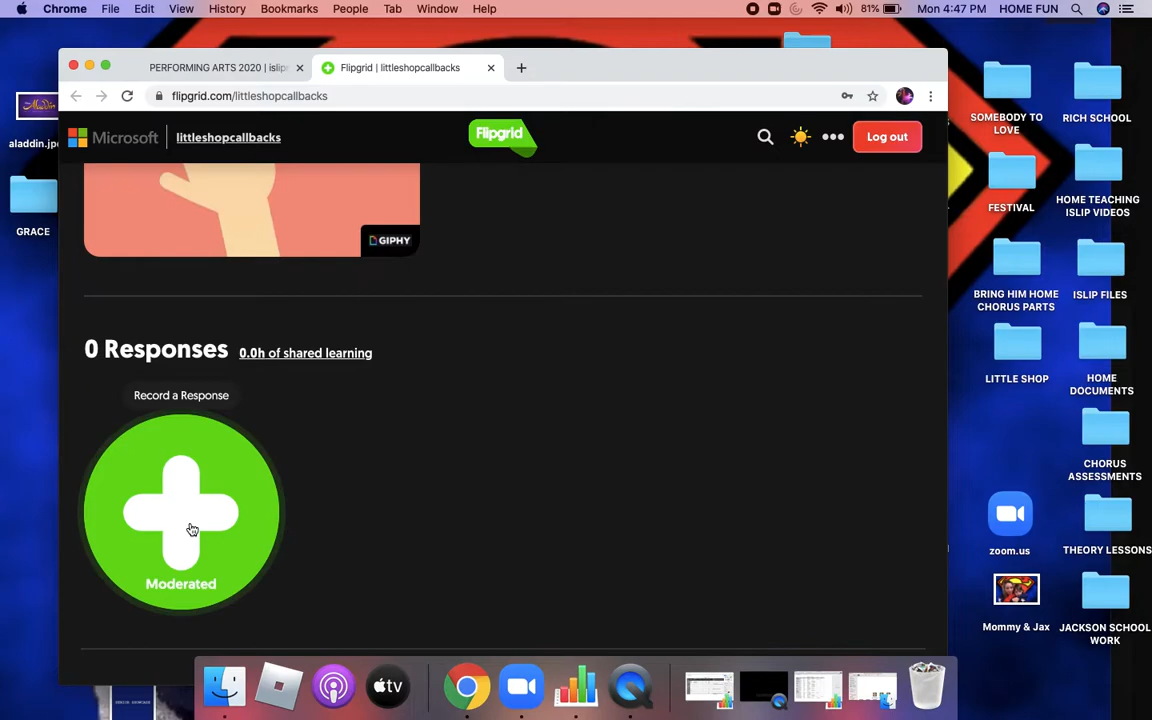 Chrome File Edit View History Bookmarks People Tab Window Help 81% Mon 4:47 PM HOME FUN
PERFORMING ARTS 2020 | islip
Flipgrid | littleshopcallbacks
flipgrid.com/littleshopcallbacks
Microsoft littleshopcallbacks
Flipgrid
Log out
GIPHY
0 Responses 0.0h of shared learning
Record a Response
Moderated
Aladdin
aladdin.jp
GRACE
SOMEBODY TO
LOVE
RICH SCHOOL
FESTIVAL
HOME TEACHING
ISLIP VIDEOS
BRING HIM HOME
CHORUS PARTS
ISLIP FILES
LITTLE SHOP
HOME
DOCUMENTS
CHORUS
ASSESSMENTS
zoom.us
THEORY LESSONS
Mommy & Jax
JACKSON SCHOOL
WORK
tv